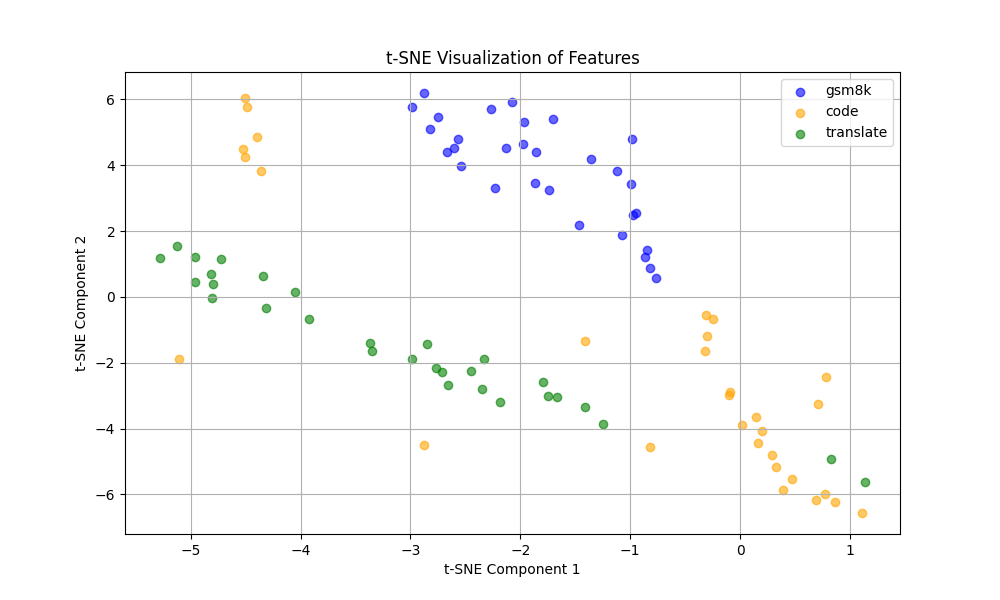 t-SNE Visualization of Features
gsm8k
code
translate
t-SNE Component 2
6
4
2
0
−2
−4
−6
−5
−4
−3
−2
−1
0
1
t-SNE Component 1